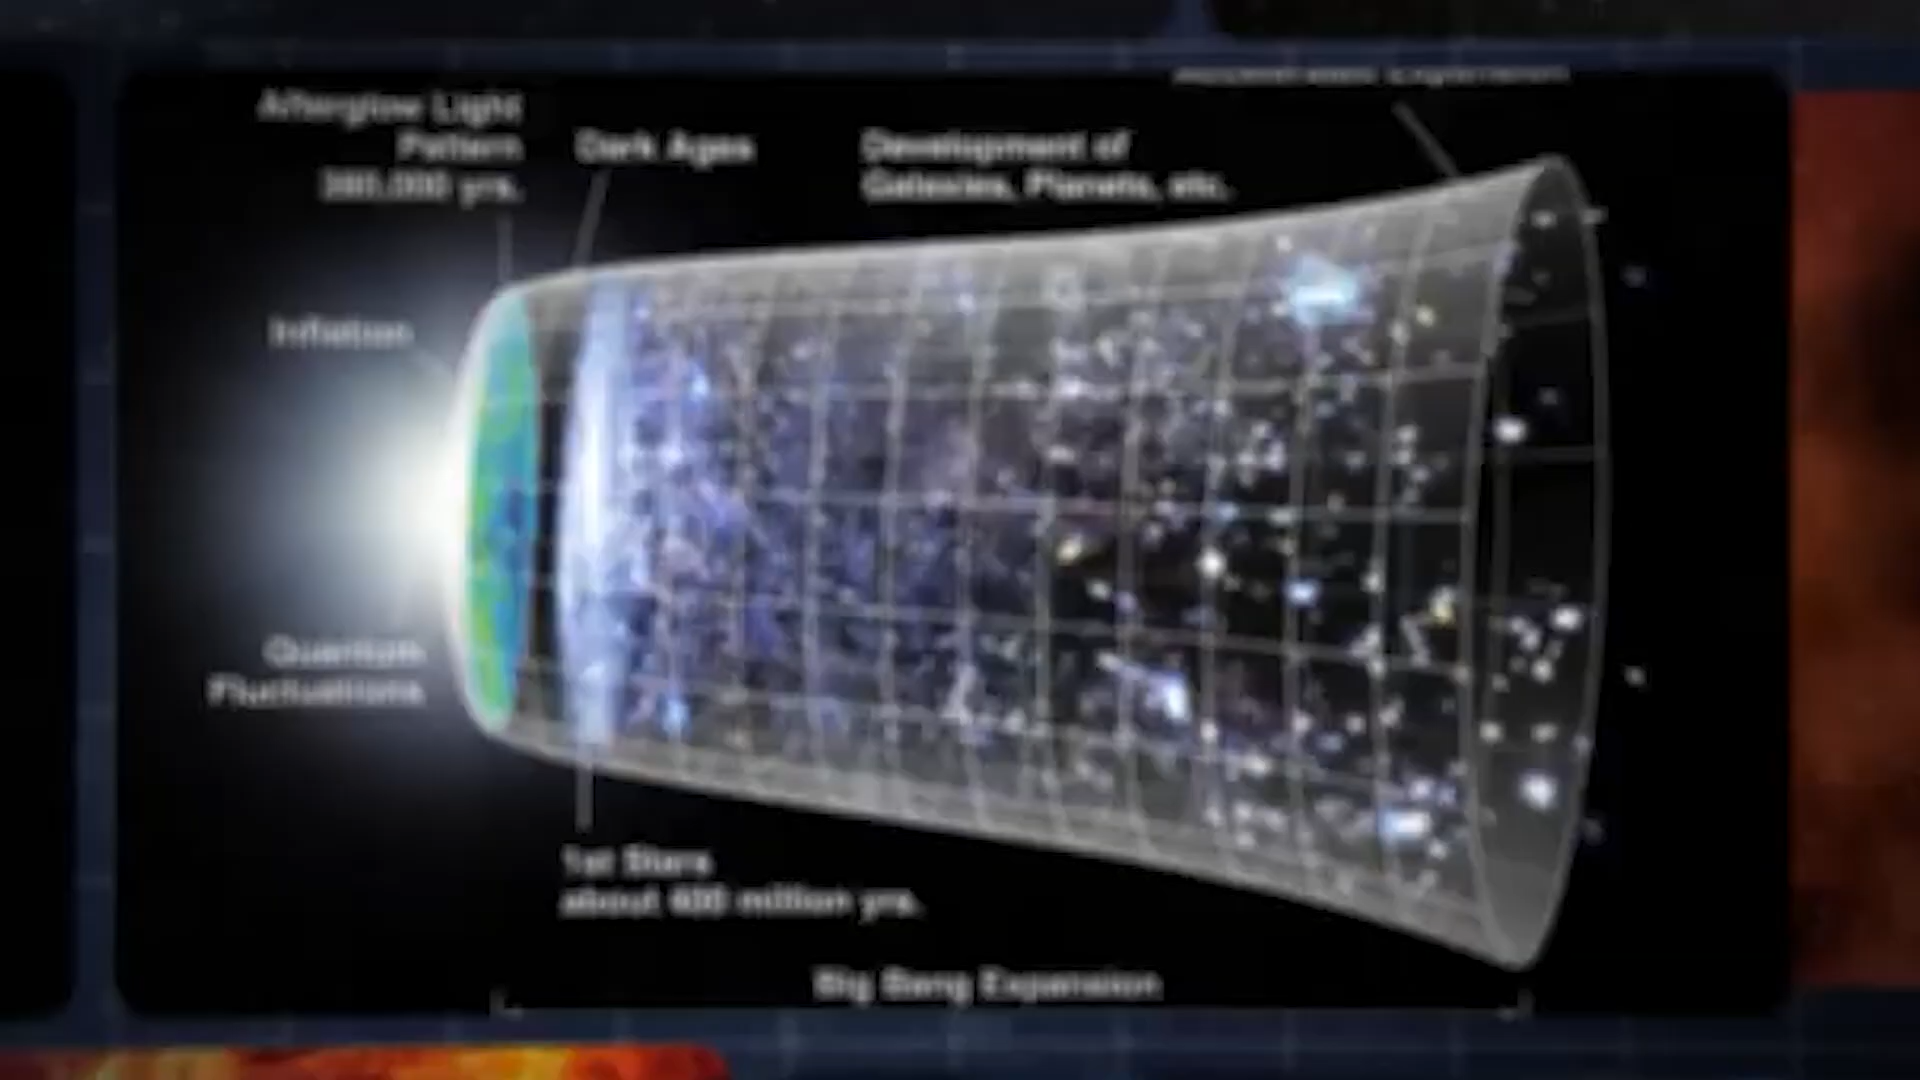 Afterglow Light
Pattern
380,000 yrs.
Dark Ages
Development of
Galaxies, Planets, etc.
Inflation
Quantum
Fluctuations
1st Stars
about 400 million yrs.
Big Bang Expansion